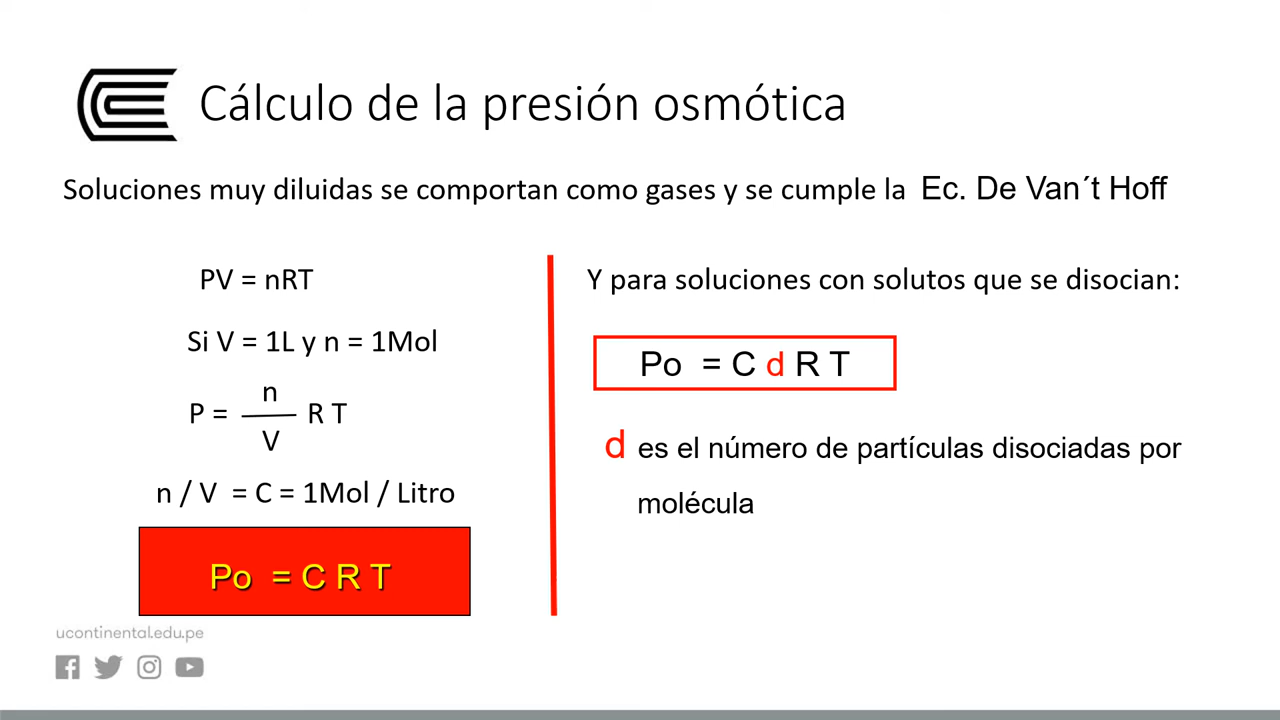 Cálculo de la presión osmótica
Soluciones muy diluidas se comportan como gases y se cumple la Ec. De Van´t Hoff
PV = nRT
Si V = 1L y n = 1Mol
n
P = R T
V
n / V = C = 1Mol / Litro
Po = C R T
Y para soluciones con solutos que se disocian:
Po = C d R T
d es el número de partículas disociadas por
molécula
ucontinental.edu.pe